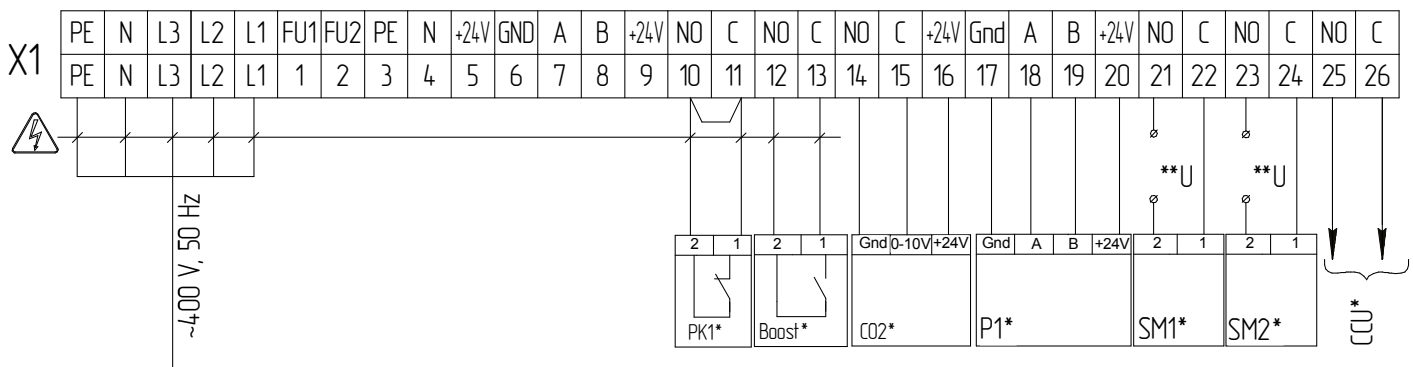 X1
PE N L3 L2 L1 FU1 FU2 PE N +24V GND A B +24V NO C NO C NO C +24V Gnd A B +24V NO C NO C NO C
PE N L3 L2 L1 1 2 3 4 5 6 7 8 9 10 11 12 13 14 15 16 17 18 19 20 21 22 23 24 25 26
**U **U
~400 V, 50 Hz
2 1 2 1 Gnd 0-10V +24V Gnd A B +24V 2 1 2 1
PK1* Boost* CO2* P1* SM1* SM2* CCU*